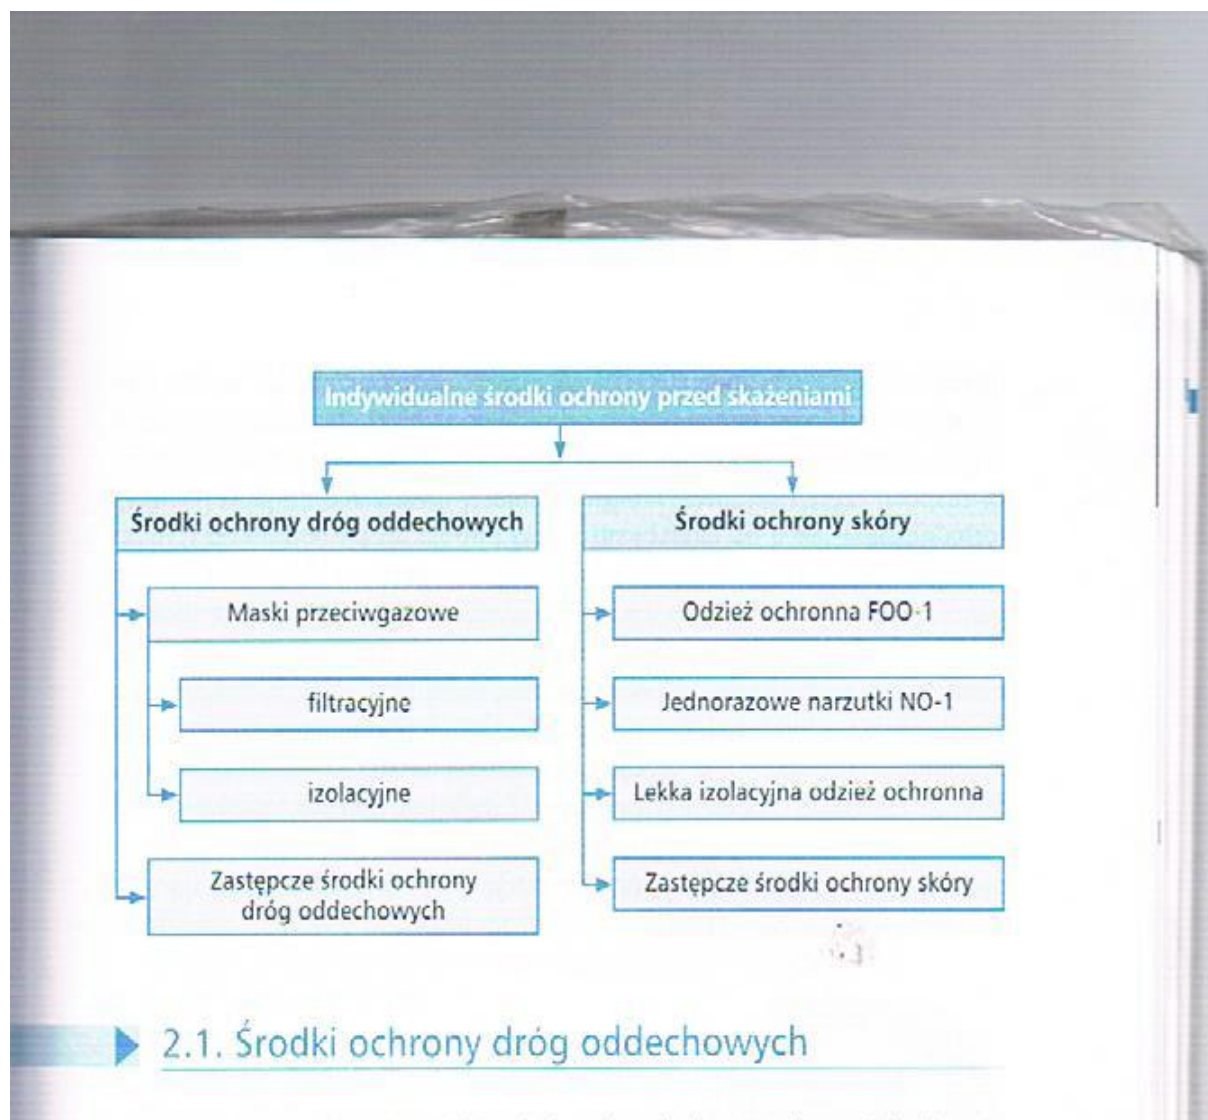 Indywidualne środki ochrony przed skażeniami
Środki ochrony dróg oddechowych
Maski przeciwgazowe
filtracyjne
izolacyjne
Zastępcze środki ochrony
dróg oddechowych
Środki ochrony skóry
Odzież ochronna FOO-1
Jednorazowe narzutki NO-1
Lekka izolacyjna odzież ochronna
Zastępcze środki ochrony skóry
2.1. Środki ochrony dróg oddechowych